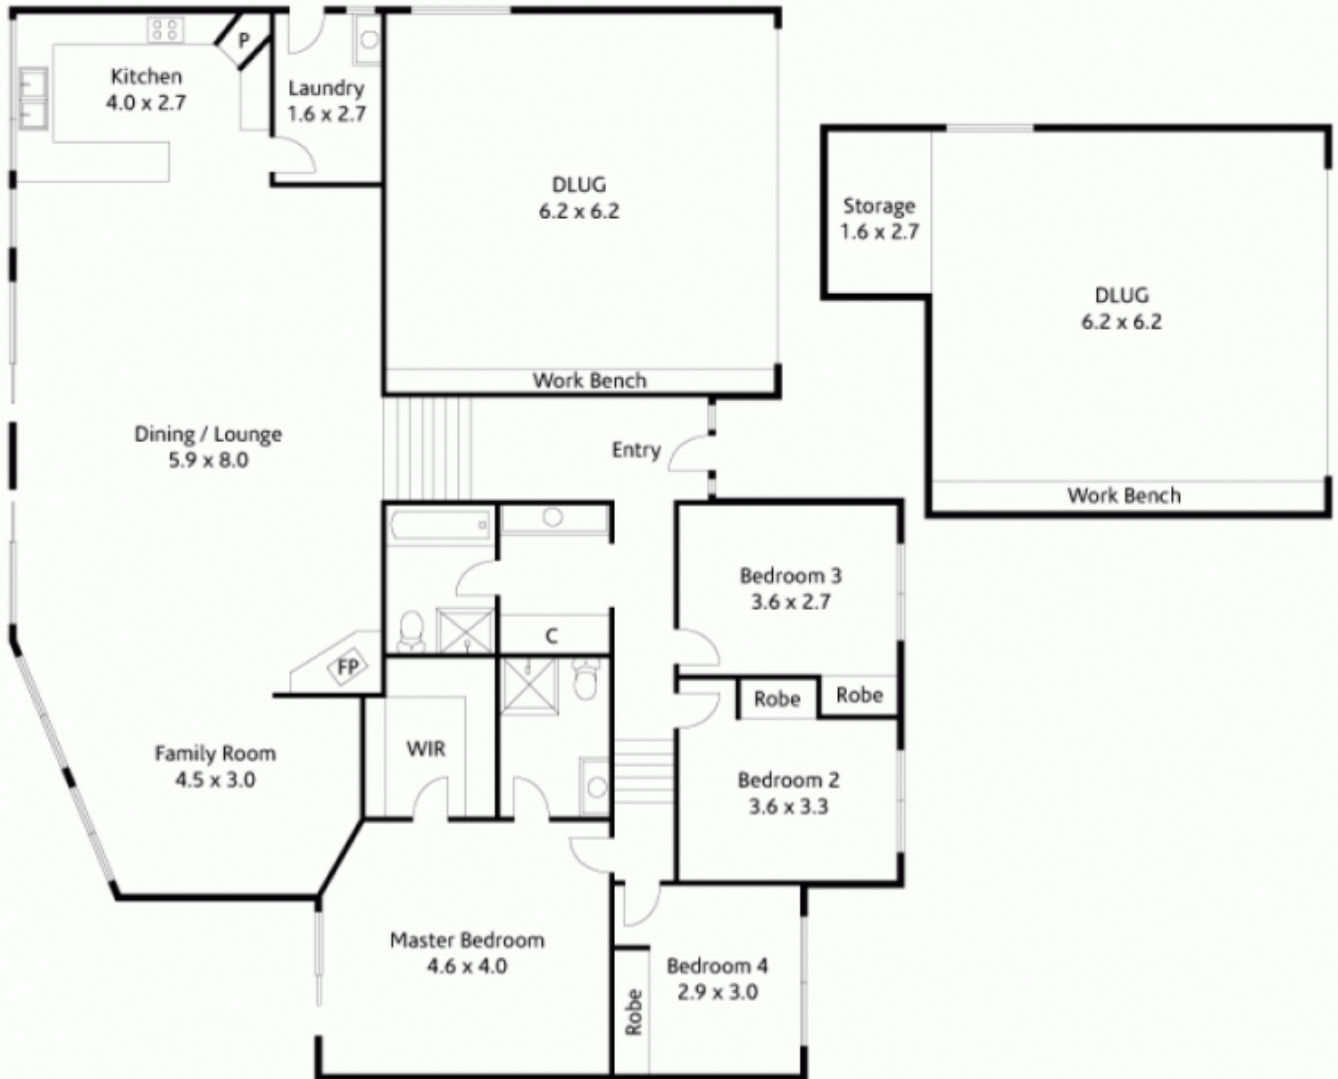 P
Kitchen
4.0 x 2.7
Laundry
1.6 x 2.7
DLUG
6.2 x 6.2
Work Bench
Storage
1.6 x 2.7
DLUG
6.2 x 6.2
Work Bench
Dining / Lounge
5.9 x 8.0
Entry
Bedroom 3
3.6 x 2.7
C
FP
Robe
Robe
WIR
Family Room
4.5 x 3.0
Bedroom 2
3.6 x 3.3
Master Bedroom
4.6 x 4.0
Bedroom 4
2.9 x 3.0
Robe